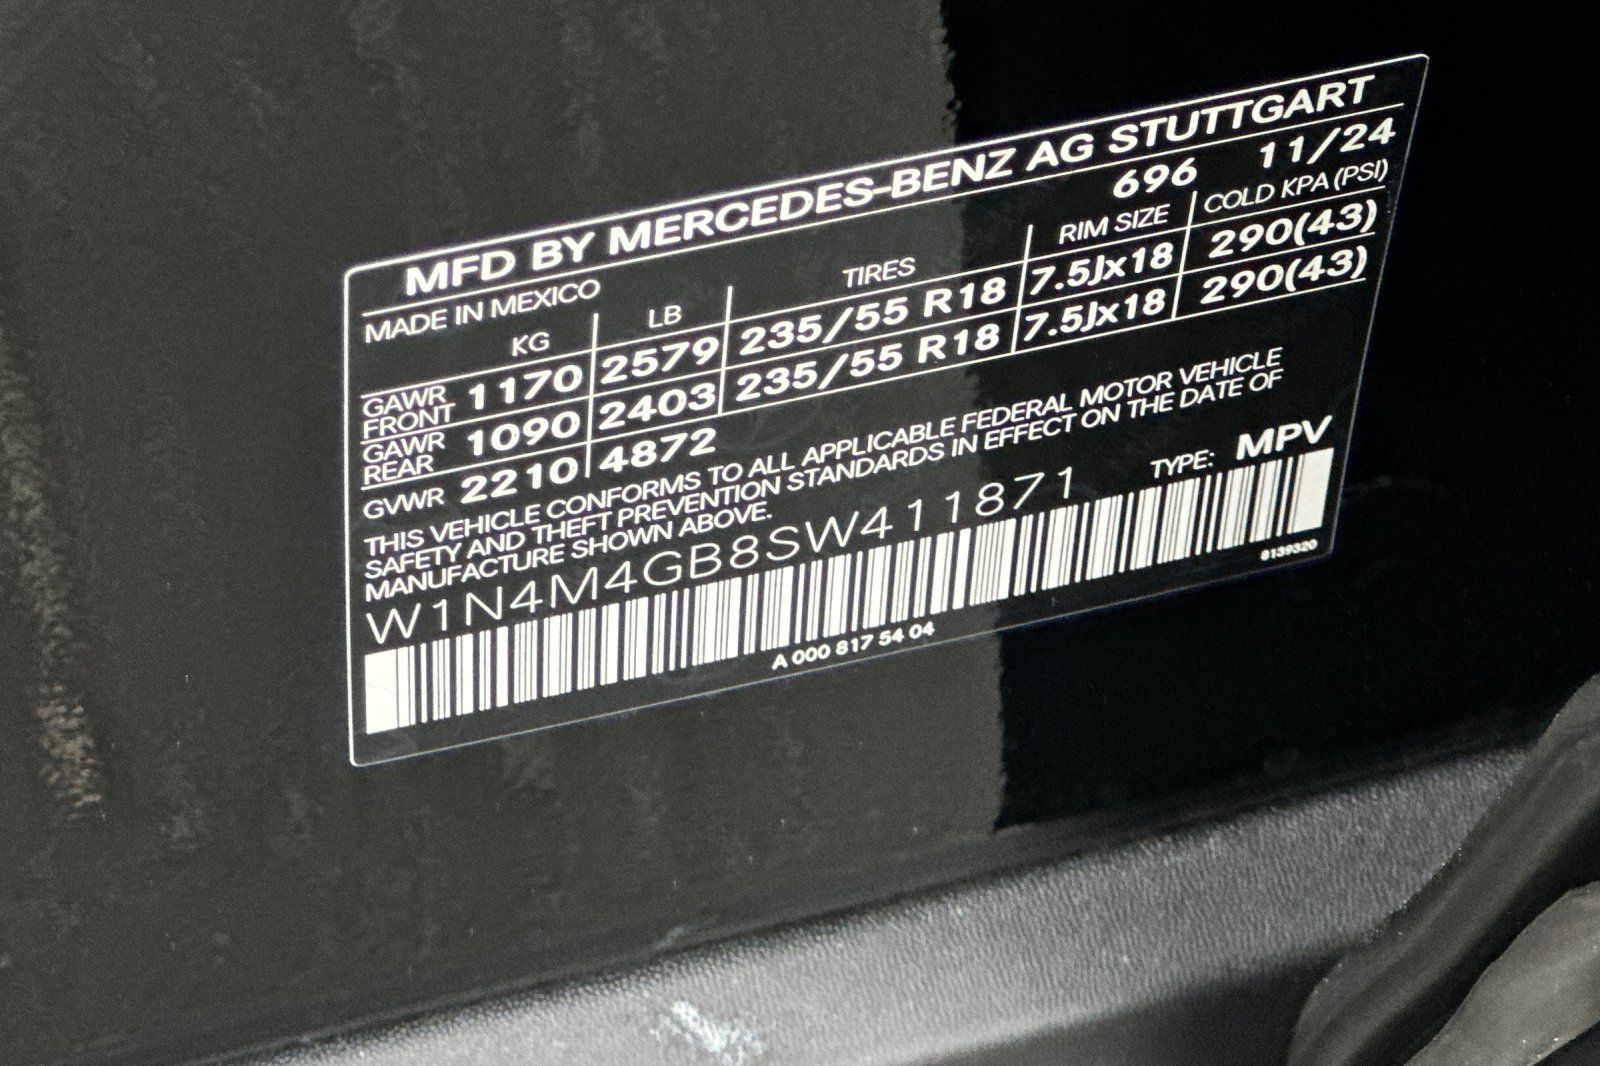 MFD BY MERCEDES-BENZ AG STUTTGART
MADE IN MEXICO 696 11/24
KG LB TIRES RIM SIZE COLD KPA (PSI)
GAWR FRONT 1170 2579 235/55 R18 7.5Jx18 290(43)
GAWR REAR 1090 2403 235/55 R18 7.5Jx18 290(43)
GVWR 2210 4872
THIS VEHICLE CONFORMS TO ALL APPLICABLE FEDERAL MOTOR VEHICLE
SAFETY AND THEFT PREVENTION STANDARDS IN EFFECT ON THE DATE OF
MANUFACTURE SHOWN ABOVE.
W1N4M4GB8SW411871 TYPE: MPV
A 000 817 54 04 8139320